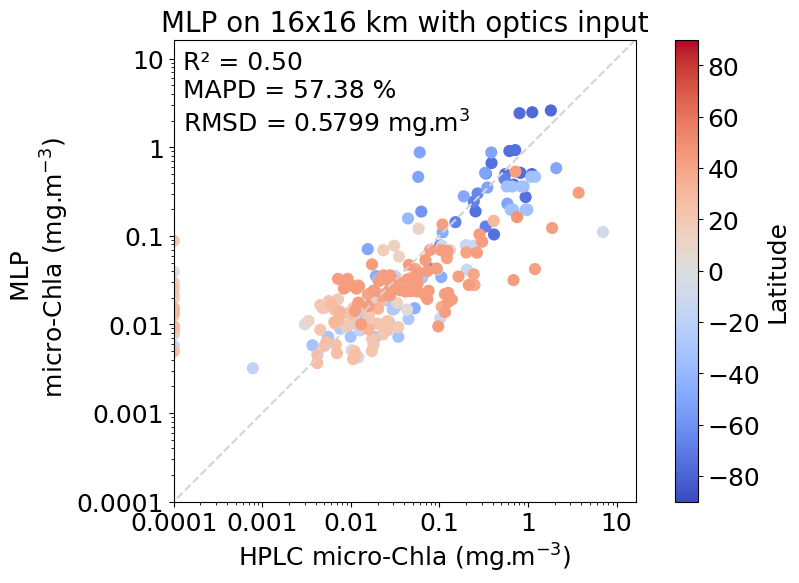 MLP on 16x16 km with optics input
R² = 0.50
MAPD = 57.38 %
RMSD = 0.5799 mg.m³
10
1
0.1
0.01
0.001
0.0001
MLP
micro-Chla (mg.m⁻³)
0.0001 0.001 0.01 0.1 1 10
HPLC micro-Chla (mg.m⁻³)
80
60
40
20
0
−20
−40
−60
−80
Latitude